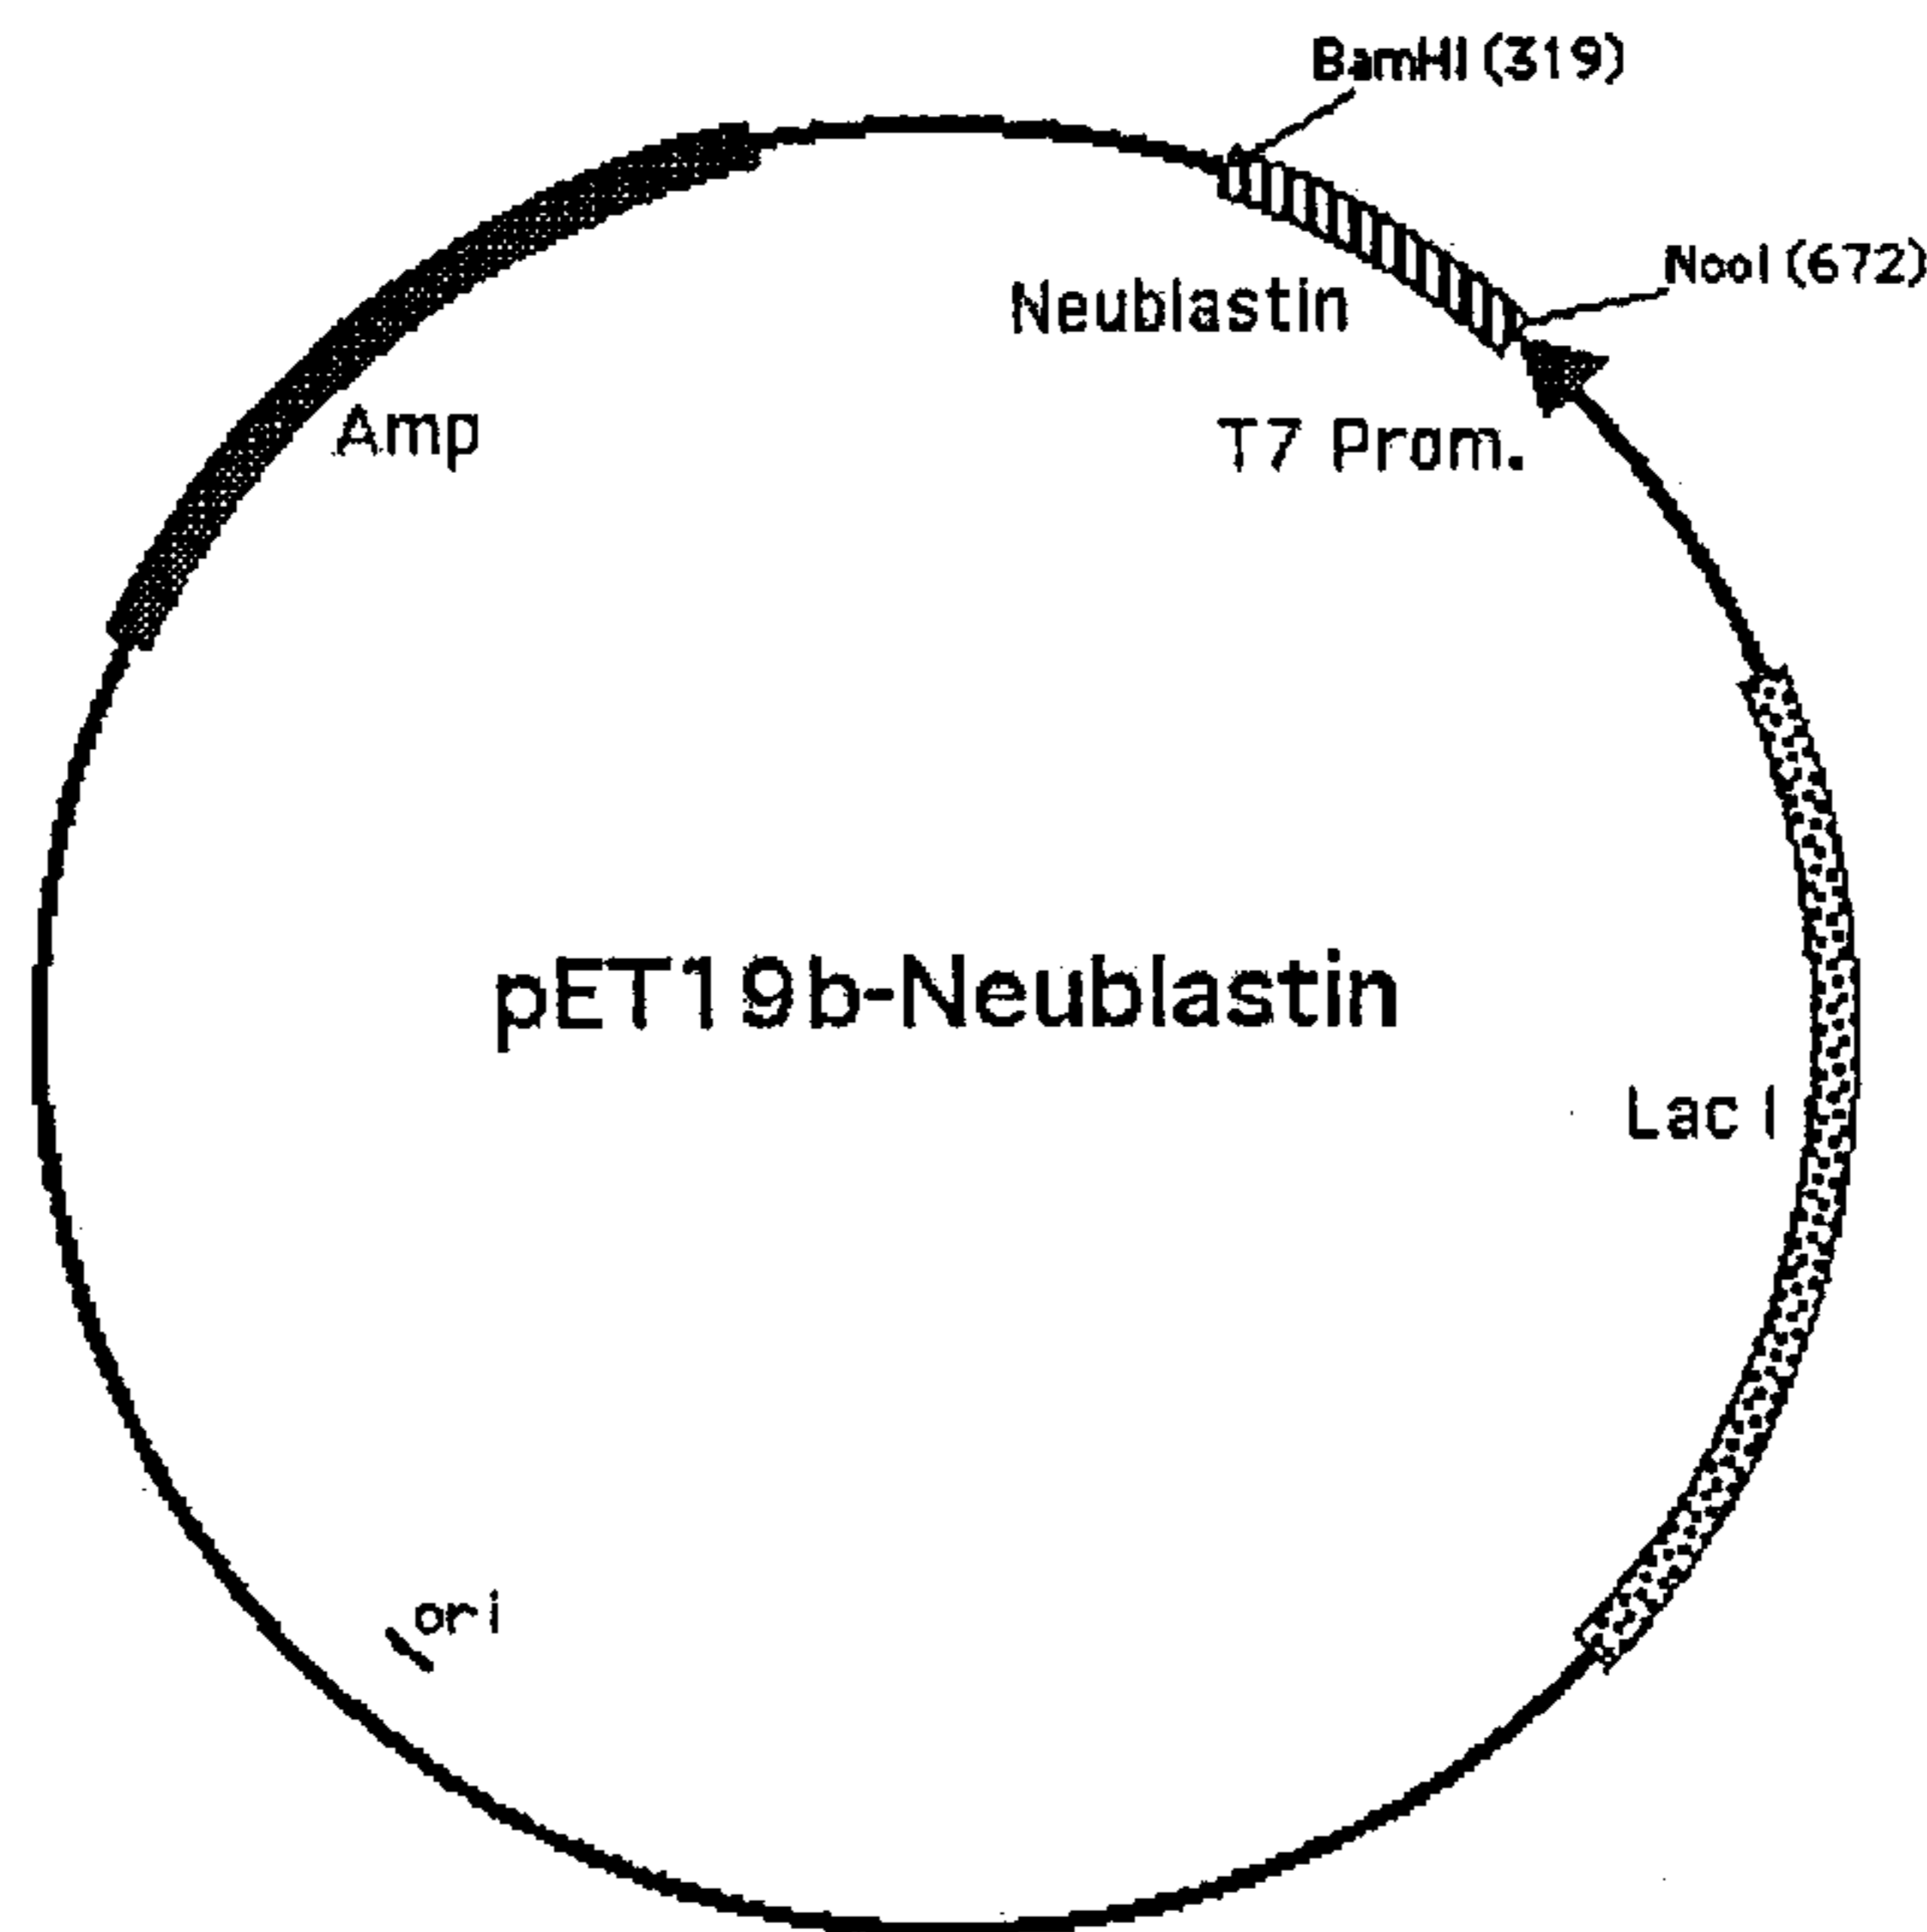 BamHI (319)
NcoI (672)
Neublastin
Amp
T7 Prom.
pET19b-Neublastin
Lac I
ori